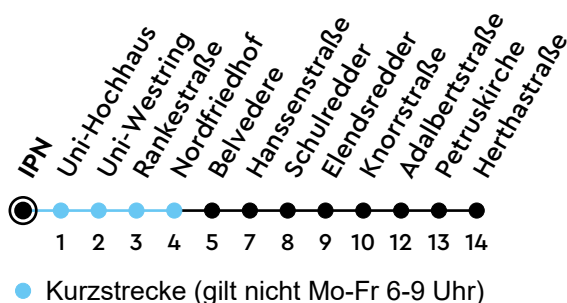 IPN
Uni-Hochhaus
Uni-Westring
Rankestraße
Nordfriedhof
Belvedere
Hanssenstraße
Schulredder
Elendsredder
Knorrstraße
Adalbertstraße
Petruskirche
Herthastraße
1 2 3 4 5 7 8 9 10 12 13 14
Kurzstrecke (gilt nicht Mo-Fr 6-9 Uhr)